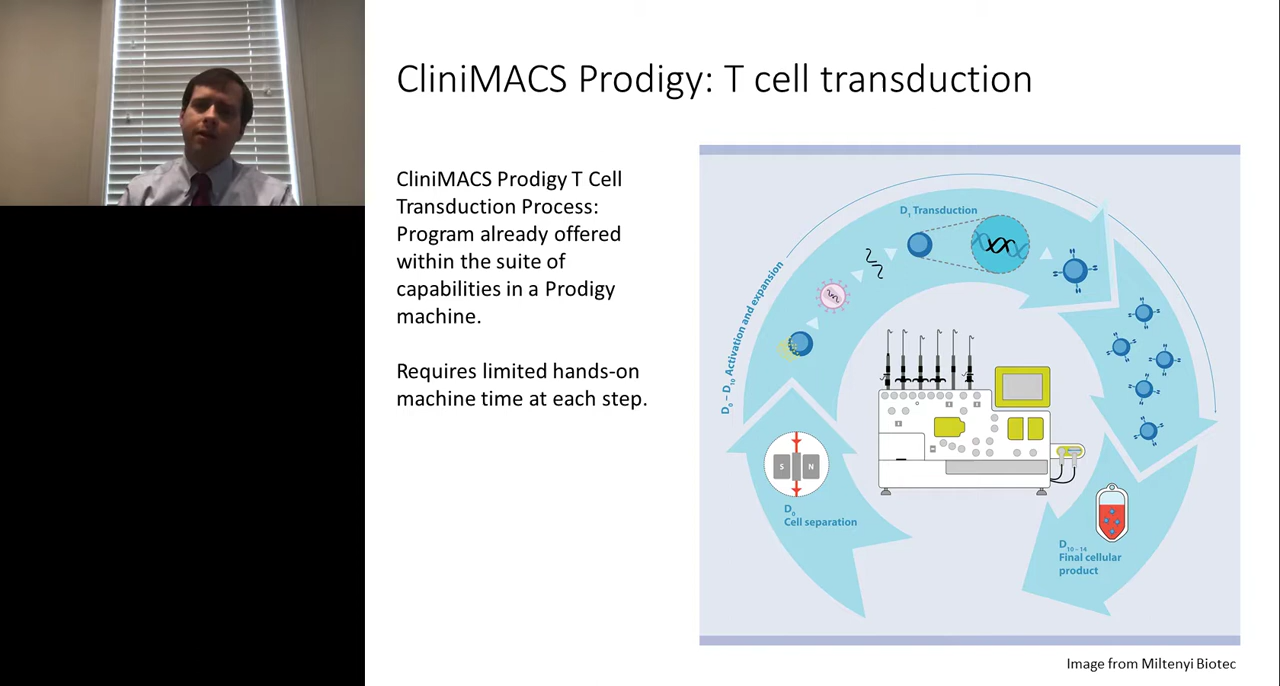 CliniMACS Prodigy: T cell transduction
CliniMACS Prodigy T Cell
Transduction Process:
Program already offered
within the suite of
capabilities in a Prodigy
machine.
Requires limited hands-on
machine time at each step.
D0
Cell separation
S N
D0 – D10 Activation and expansion
D1 Transduction
D10 – 14
Final cellular
product
Image from Miltenyi Biotec